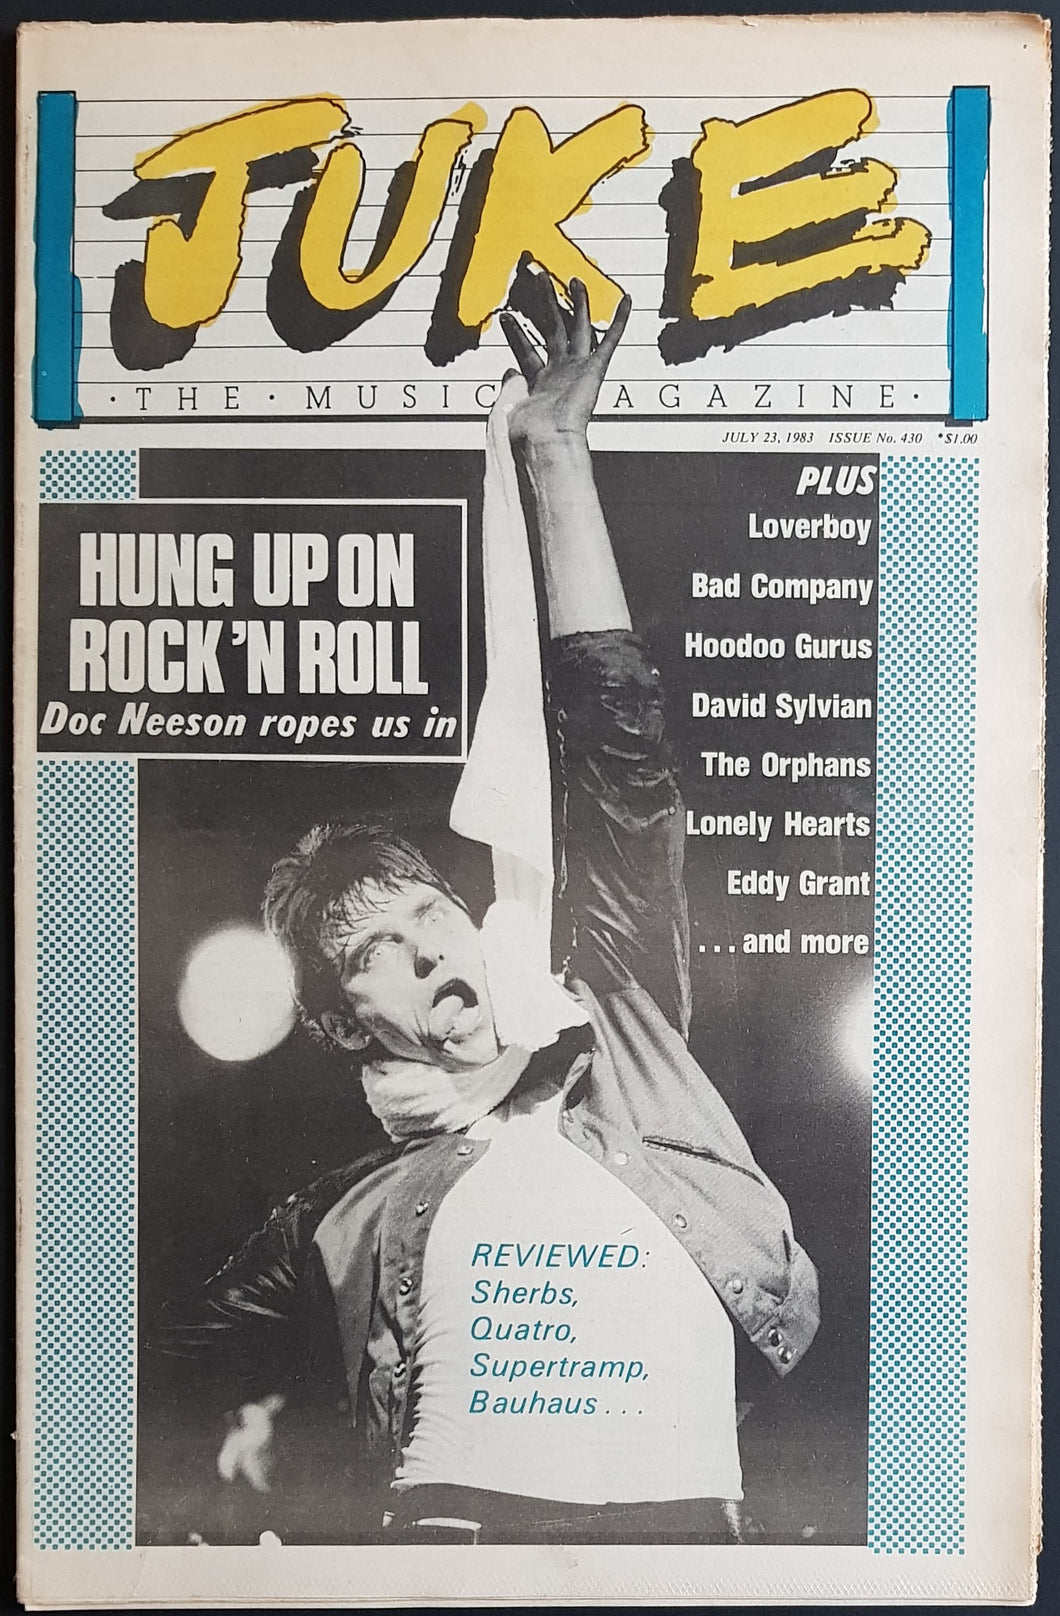 JUKE
·THE·MUSIC AGAZINE·
JULY 23, 1983 ISSUE No. 430 *$1.00
HUNG UP ON
ROCK'N ROLL
Doc Neeson ropes us in
PLUS
Loverboy
Bad Company
Hoodoo Gurus
David Sylvian
The Orphans
Lonely Hearts
Eddy Grant
...and more
REVIEWED:
Sherbs,
Quatro,
Supertramp,
Bauhaus...